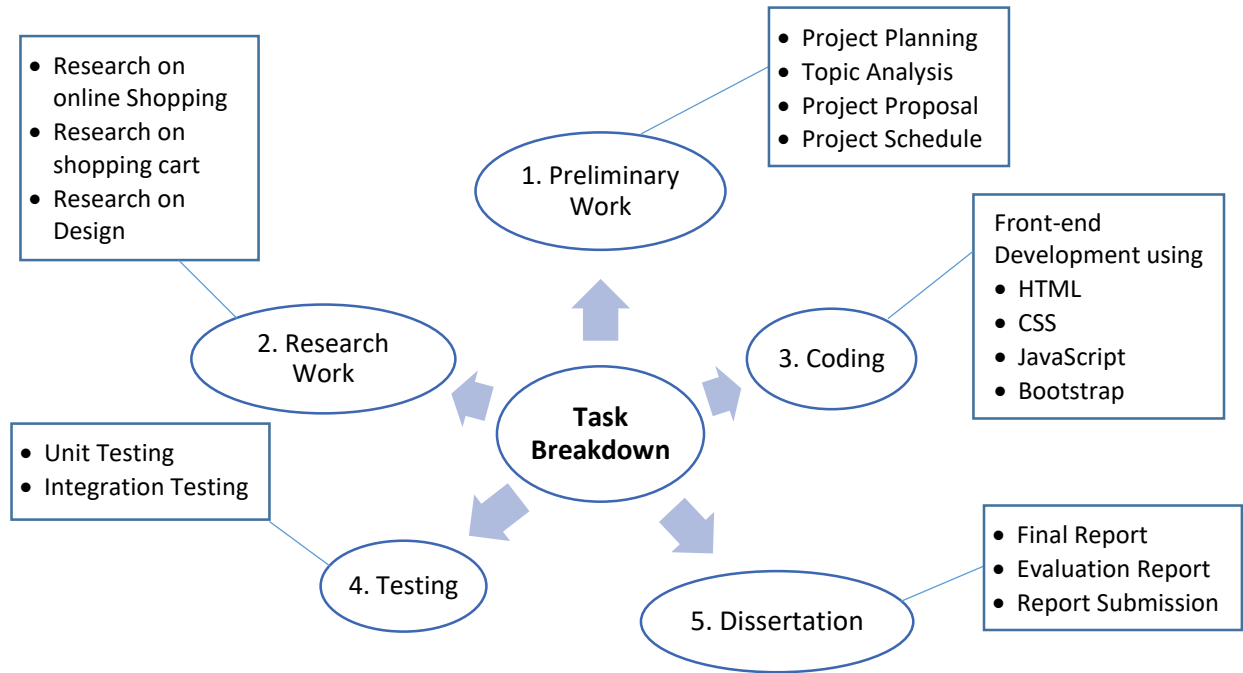 • Project Planning
• Topic Analysis
• Project Proposal
• Project Schedule
1. Preliminary
Work
• Research on
online Shopping
• Research on
shopping cart
• Research on
Design
2. Research
Work
Front-end
Development using
• HTML
• CSS
• JavaScript
• Bootstrap
3. Coding
Task
Breakdown
• Unit Testing
• Integration Testing
4. Testing
• Final Report
• Evaluation Report
• Report Submission
5. Dissertation